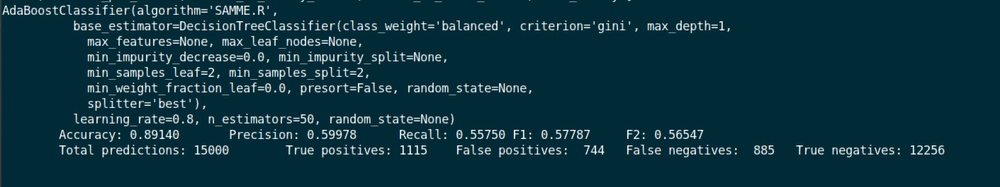 AdaBoostClassifier(algorithm='SAMME.R',
base_estimator=DecisionTreeClassifier(class_weight='balanced', criterion='gini', max_depth=1,
max_features=None, max_leaf_nodes=None,
min_impurity_decrease=0.0, min_impurity_split=None,
min_samples_leaf=2, min_samples_split=2,
min_weight_fraction_leaf=0.0, presort=False, random_state=None,
splitter='best'),
learning_rate=0.8, n_estimators=50, random_state=None)
Accuracy: 0.89140 Precision: 0.59978 Recall: 0.55750 F1: 0.57787 F2: 0.56547
Total predictions: 15000 True positives: 1115 False positives: 744 False negatives: 885 True negatives: 12256